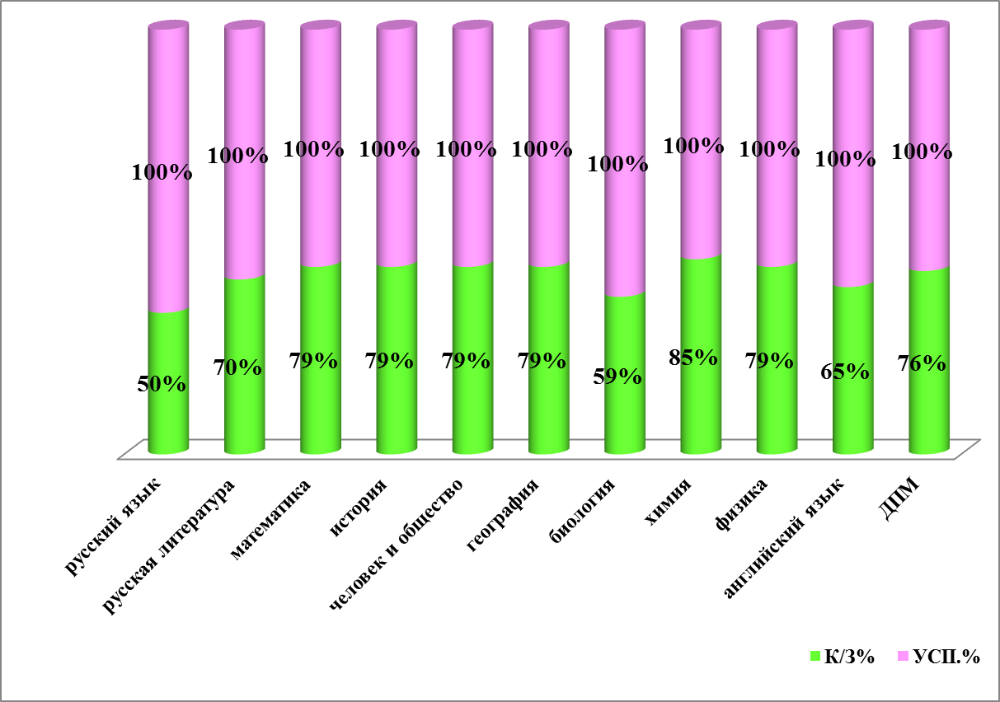 100% 100% 100% 100% 100% 100% 100% 100% 100% 100% 100%
50% 70% 79% 79% 79% 79% 59% 85% 79% 65% 76%
русский язык
русская литература
математика
история
человек и общество
география
биология
химия
физика
английский язык
ДПМ
К/З% УСП.%